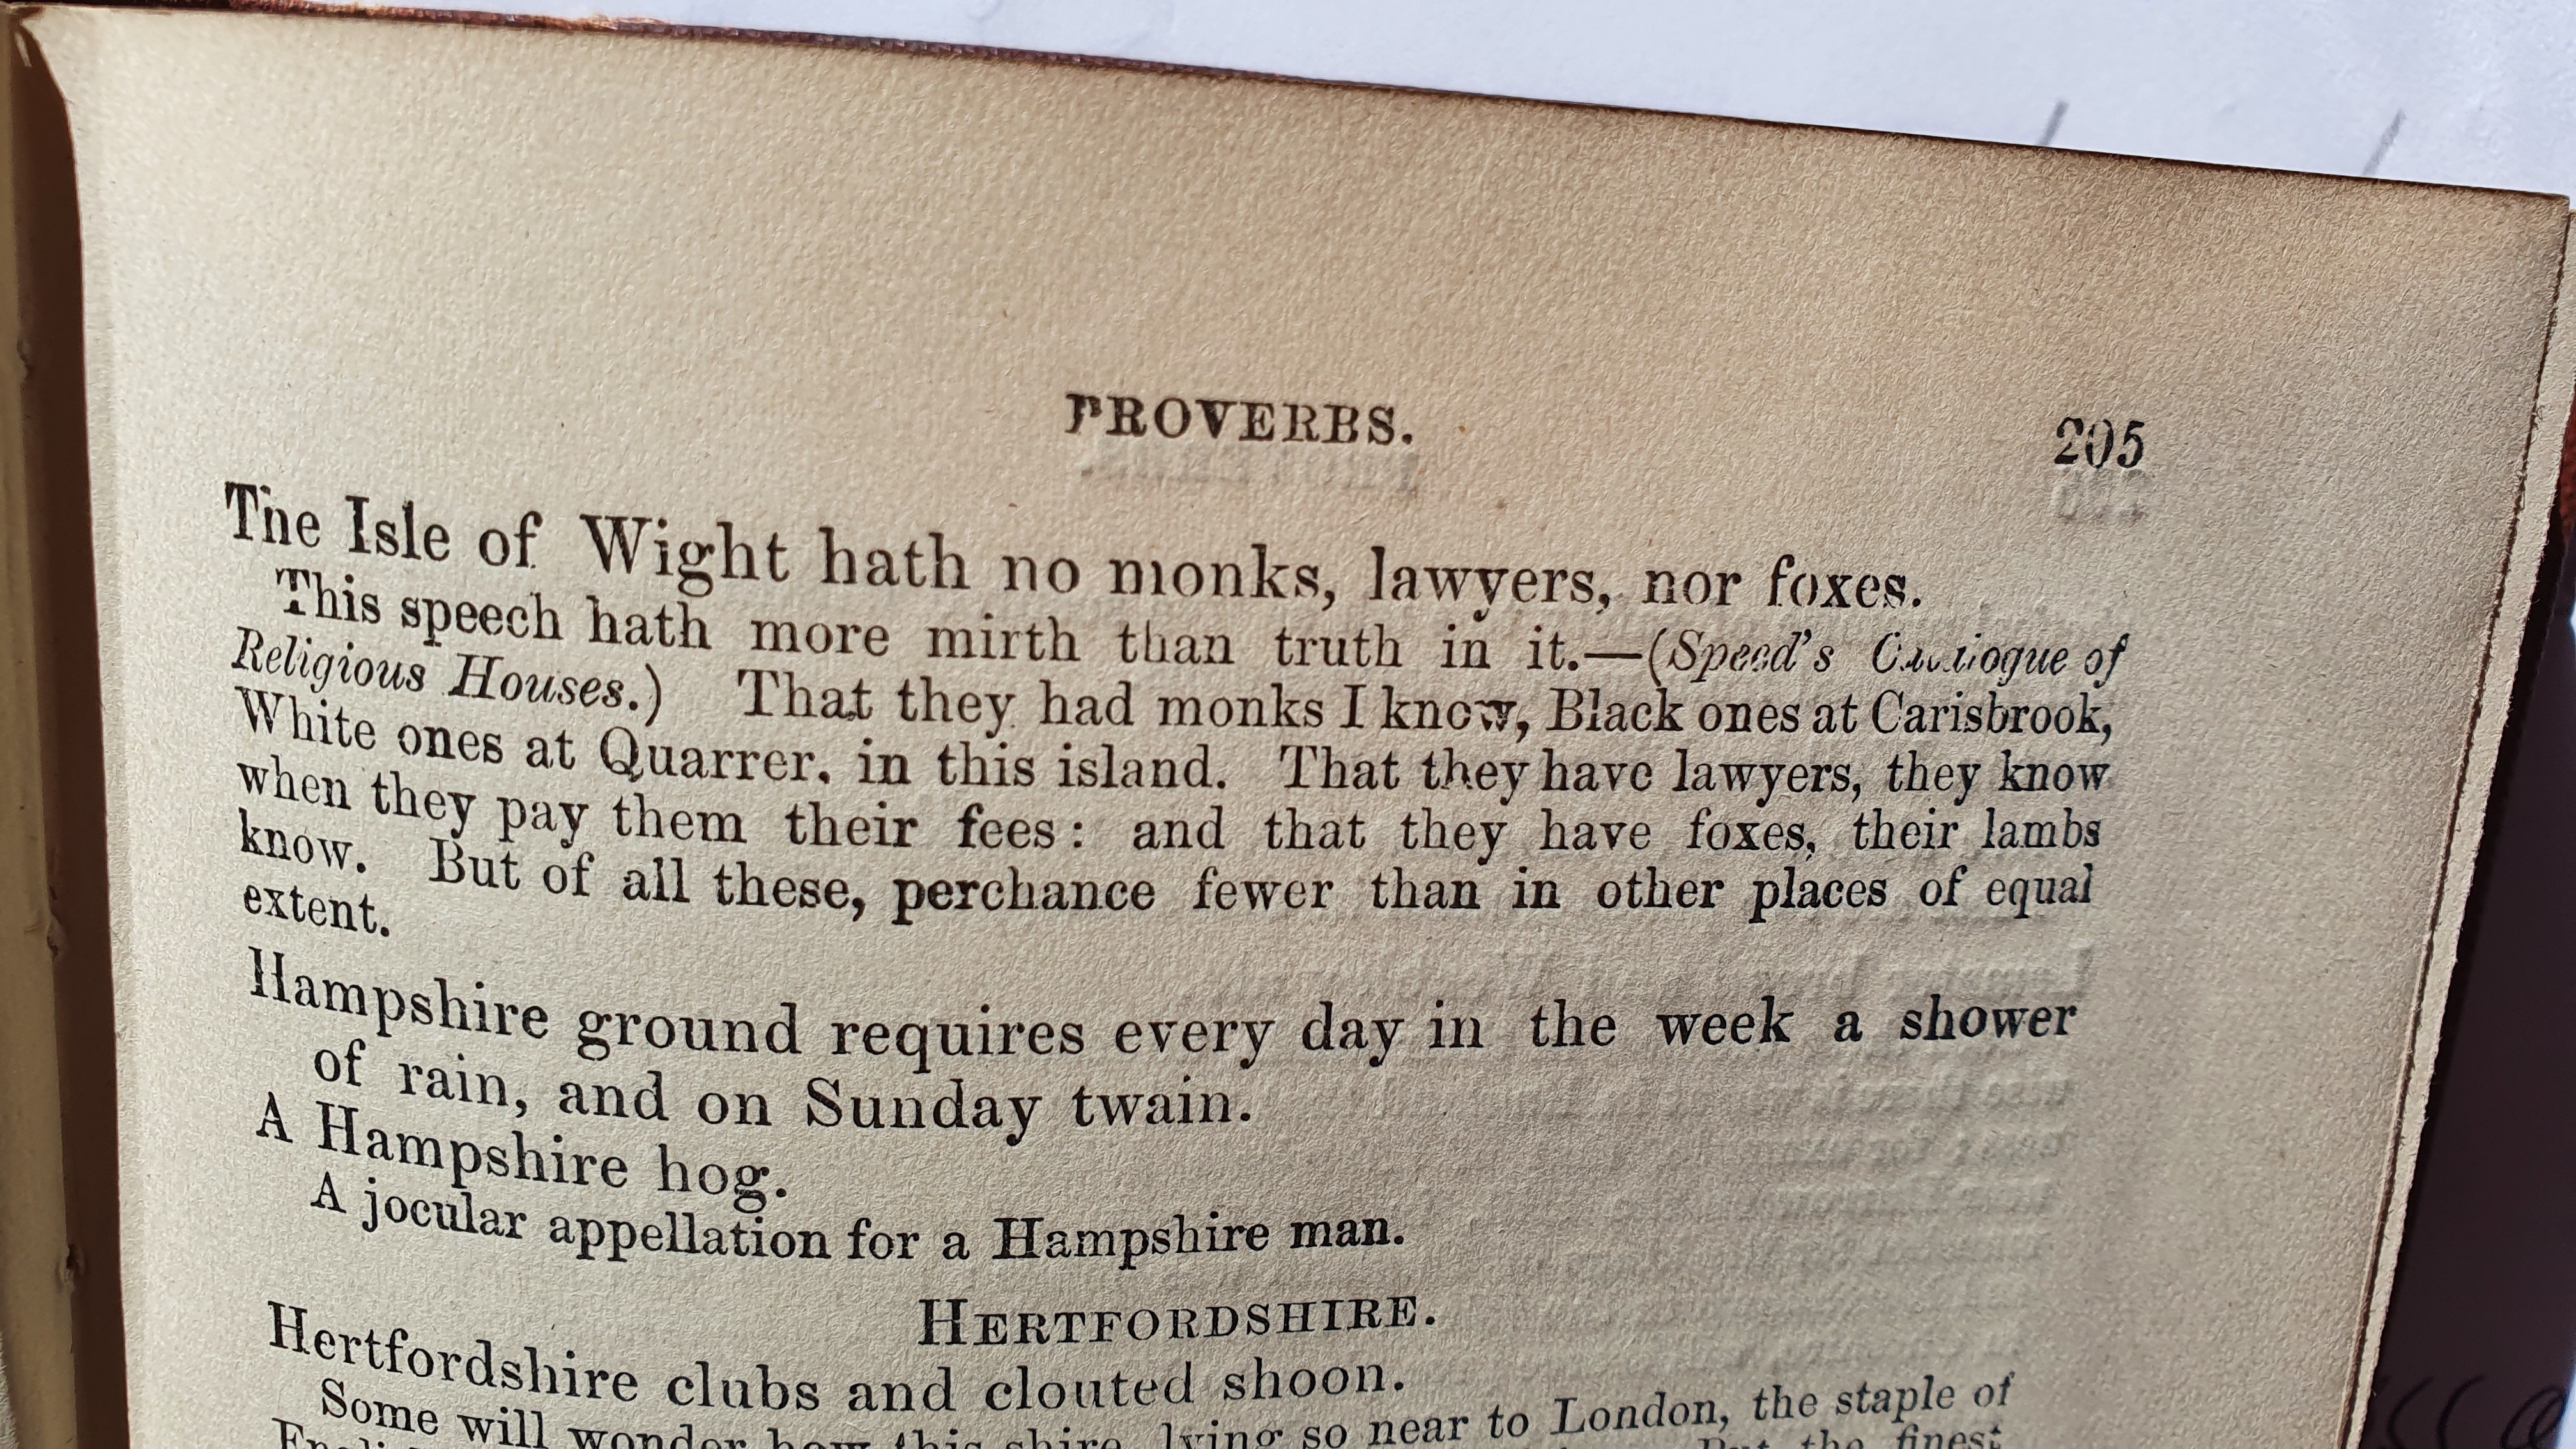 PROVERBS.
205
The Isle of Wight hath no monks, lawyers, nor foxes.
This speech hath more mirth than truth in it.—(Speed's Catalogue of
Religious Houses.) That they had monks I know, Black ones at Carisbrook,
White ones at Quarrer, in this island. That they have lawyers, they know
when they pay them their fees: and that they have foxes, their lambs
know. But of all these, perchance fewer than in other places of equal
extent.
Hampshire ground requires every day in the week a shower
of rain, and on Sunday twain.
A Hampshire hog.
A jocular appellation for a Hampshire man.
HERTFORDSHIRE.
Hertfordshire clubs and clouted shoon.
Some will wonder how this shire, lying so near to London, the staple of
But the finest